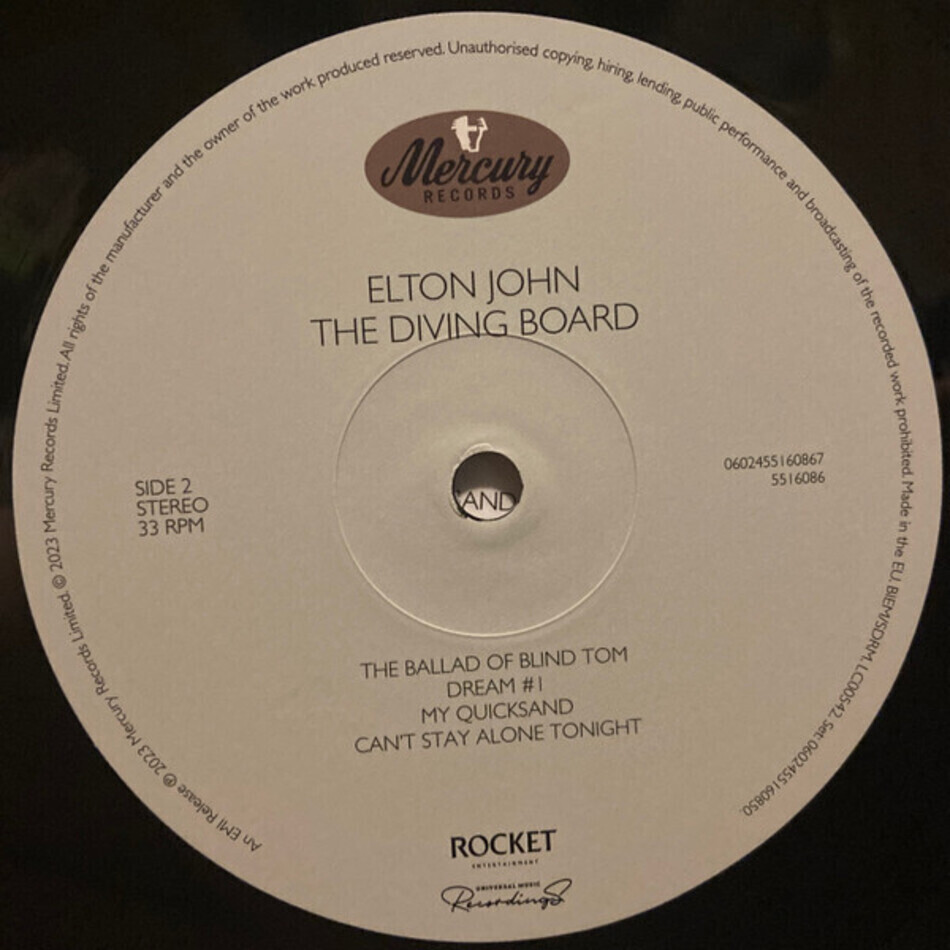 An EMI Release ℗ 2023 Mercury Records Limited. © 2023 Mercury Records Limited. All rights of the manufacturer and the owner of the work produced reserved. Unauthorised copying, hiring, lending, public performance and broadcasting of the recorded work prohibited. Made in the EU. BIEM/SDRM. LC00542. Set: 0602455160850.
Mercury
RECORDS
ELTON JOHN
THE DIVING BOARD
0602455160867
5516086
SIDE 2
STEREO
33 RPM
AND
THE BALLAD OF BLIND TOM
DREAM #1
MY QUICKSAND
CAN'T STAY ALONE TONIGHT
ROCKET
ENTERTAINMENT
UNIVERSAL MUSIC
Recordings